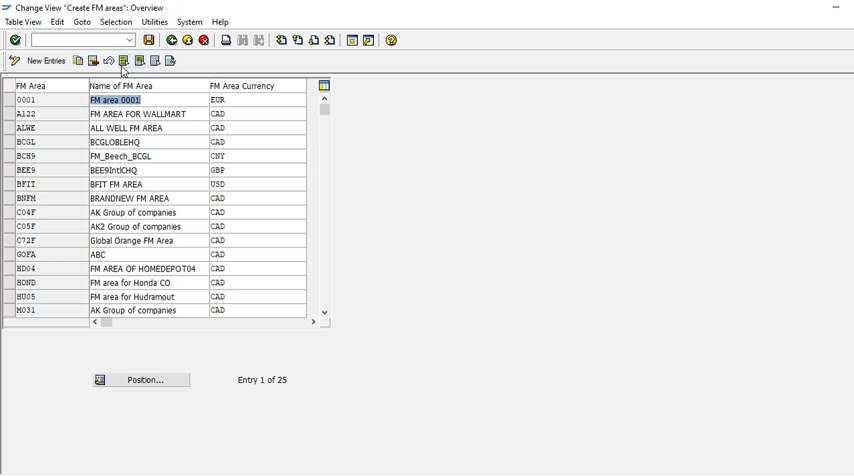 Change View "Create FM areas": Overview
Table View Edit Goto Selection Utilities System Help
New Entries
FM Area Name of FM Area FM Area Currency
0001 FM area 0001 EUR
A122 FM AREA FOR WALLMART CAD
ALWE ALL WELL FM AREA CAD
BCGL BCGLOBLEHQ CAD
BCH9 FM_Beech_BCGL CNY
BEE9 BEE9IntlCHQ GBP
BFIT BFIT FM AREA USD
BNFM BRANDNEW FM AREA CAD
C04F AK Group of companies CAD
C05F AK2 Group of companies CAD
C72F Global Orange FM Area CAD
GOFA ABC CAD
HD04 FM AREA OF HOMEDEPOT04 CAD
HOND FM area for Honda CO CAD
HU05 FM area for Hudramout CAD
M031 AK Group of companies CAD
Position... Entry 1 of 25